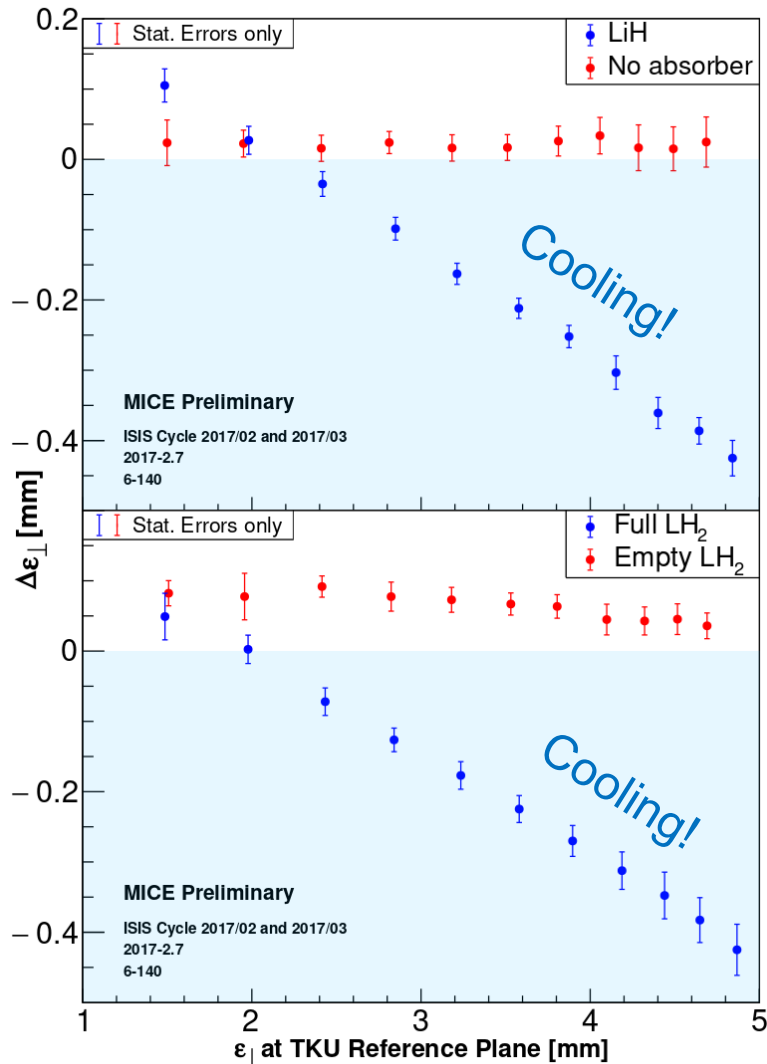 0.2
Stat. Errors only
LiH
No absorber
0
Cooling!
−0.2
MICE Preliminary
ISIS Cycle 2017/02 and 2017/03
2017-2.7
6-140
−0.4
Δε⊥ [mm]
Stat. Errors only
Full LH₂
Empty LH₂
0
Cooling!
−0.2
MICE Preliminary
ISIS Cycle 2017/02 and 2017/03
2017-2.7
6-140
−0.4
1 2 3 4 5
ε⊥ at TKU Reference Plane [mm]